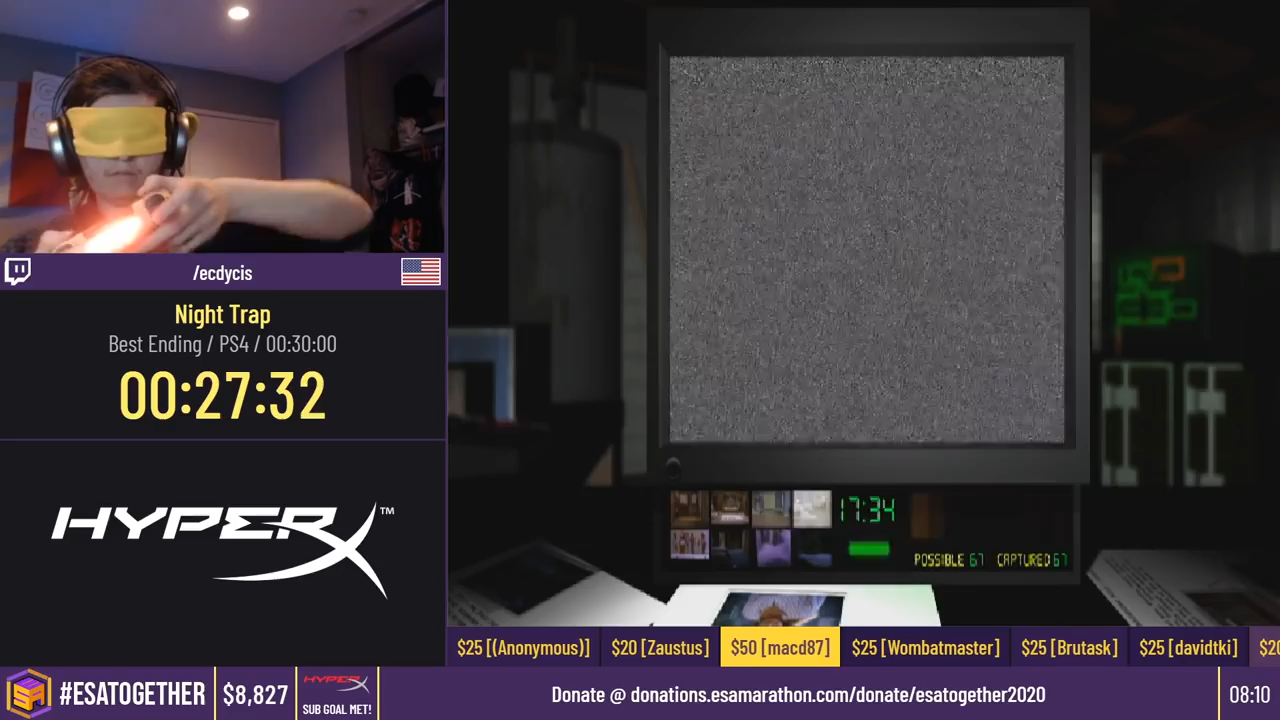 /ecdycis
Night Trap
Best Ending / PS4 / 00:30:00
00:27:32
HYPERX™
17:34
POSSIBLE 67 CAPTURED 67
$25 [(Anonymous)] $20 [Zaustus] $50 [macd87] $25 [Wombatmaster] $25 [Brutask] $25 [davidtki] $20
#ESATOGETHER
$8,827
HYPERX
SUB GOAL MET!
Donate @ donations.esamarathon.com/donate/esatogether2020
08:10